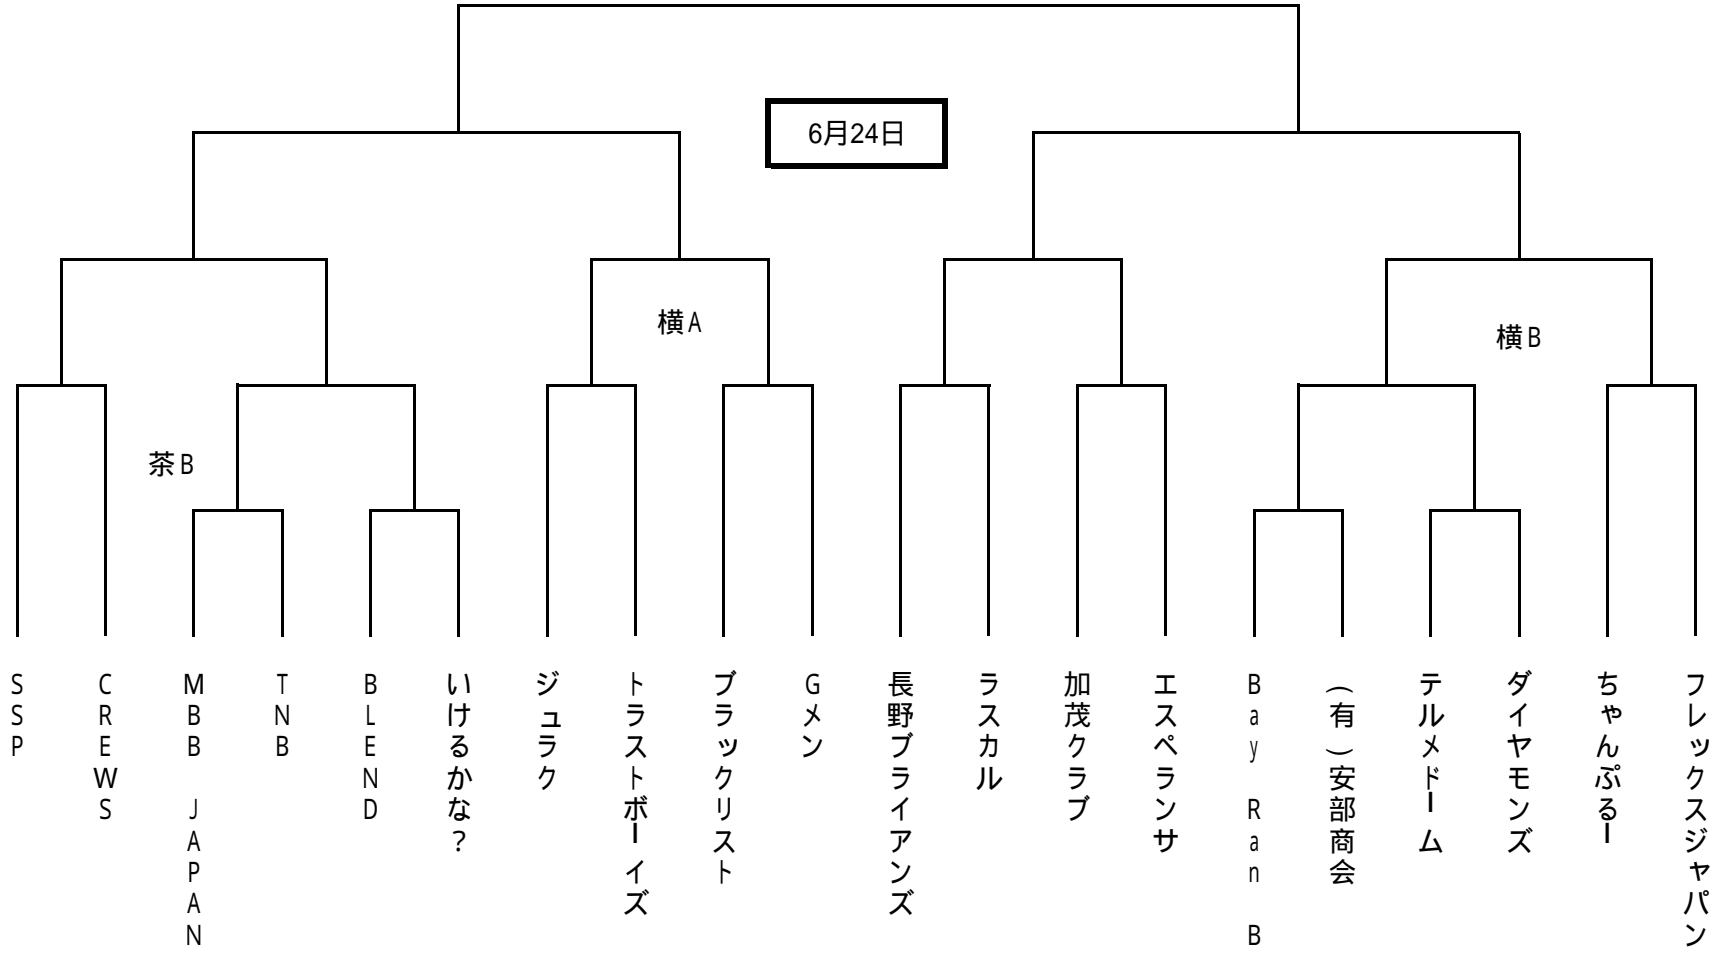 6月24日
横A
横B
茶B
SSP
CREWS
MBB JAPAN
TNB
BLEND
いけるかな?
ジュラク
トラストボーイズ
ブラックリスト
Gメン
長野ブライアンズ
ラスカル
加茂クラブ
エスペランサ
Bay Ran B
(有)安部商会
テルメドーム
ダイヤモンズ
ちゃんぷるー
フレックスジャパン